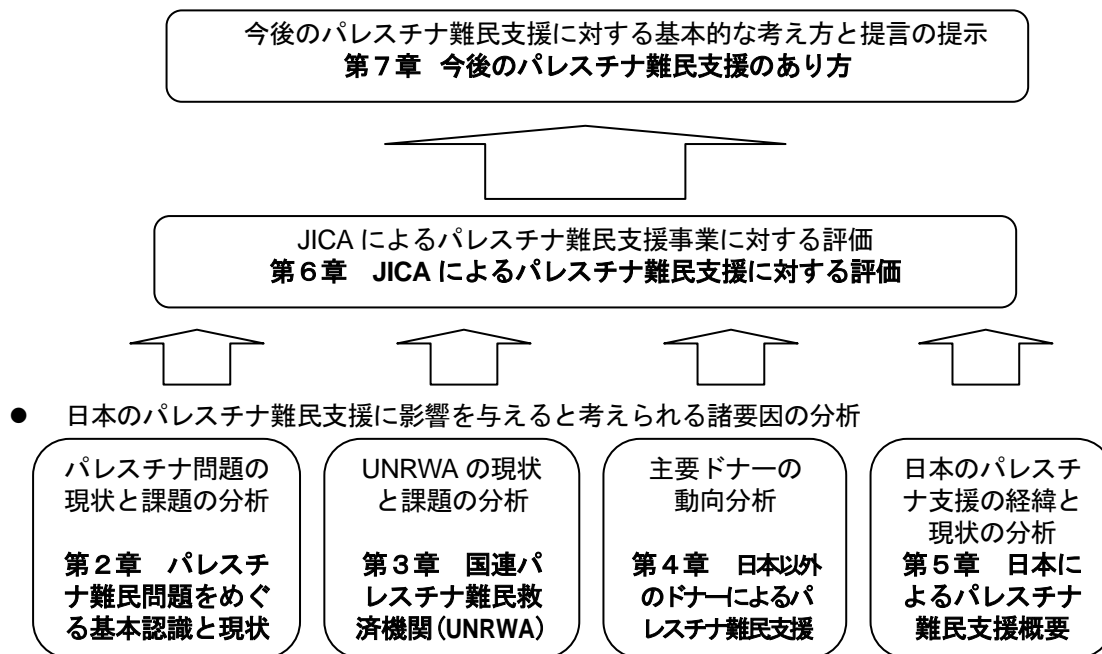 今後のパレスチナ難民支援に対する基本的な考え方と提言の提示
第７章 今後のパレスチナ難民支援のあり方
JICA によるパレスチナ難民支援事業に対する評価
第６章　JICA によるパレスチナ難民支援に対する評価
● 日本のパレスチナ難民支援に影響を与えると考えられる諸要因の分析
パレスチナ問題の
現状と課題の分析
第２章　パレスチ
ナ難民問題をめぐ
る基本認識と現状
UNRWA の現状
と課題の分析
第３章　国連パ
レスチナ難民救
済機関（UNRWA）
主要ドナーの
動向分析
第４章　日本以外
のドナーによるパ
レスチナ難民支援
日本のパレスチ
ナ支援の経緯と
現状の分析
第５章　日本に
よるパレスチナ
難民支援概要